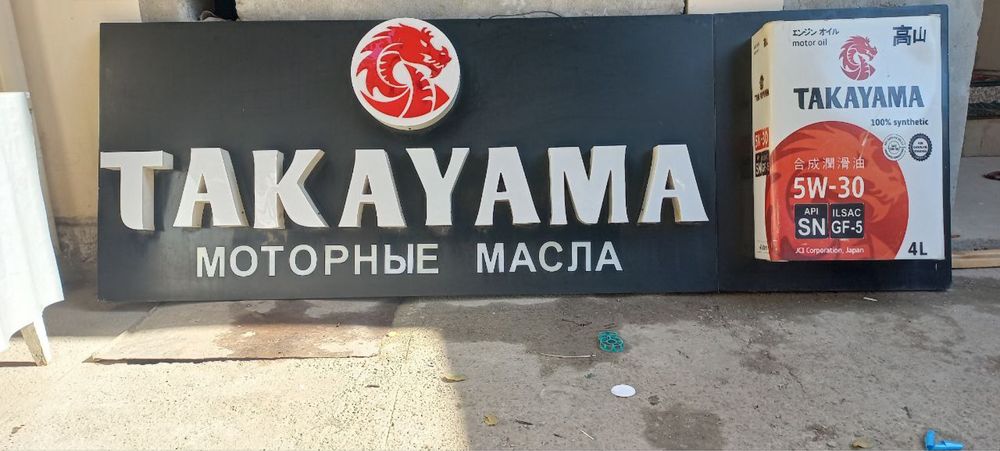 TAKAYAMA
МОТОРНЫЕ МАСЛА
エンジン オイル
motor oil
高山
TAKAYAMA
100% synthetic
合成潤滑油
5W-30
API
SN
ILSAC
GF-5
JCI Corporation, Japan
4L